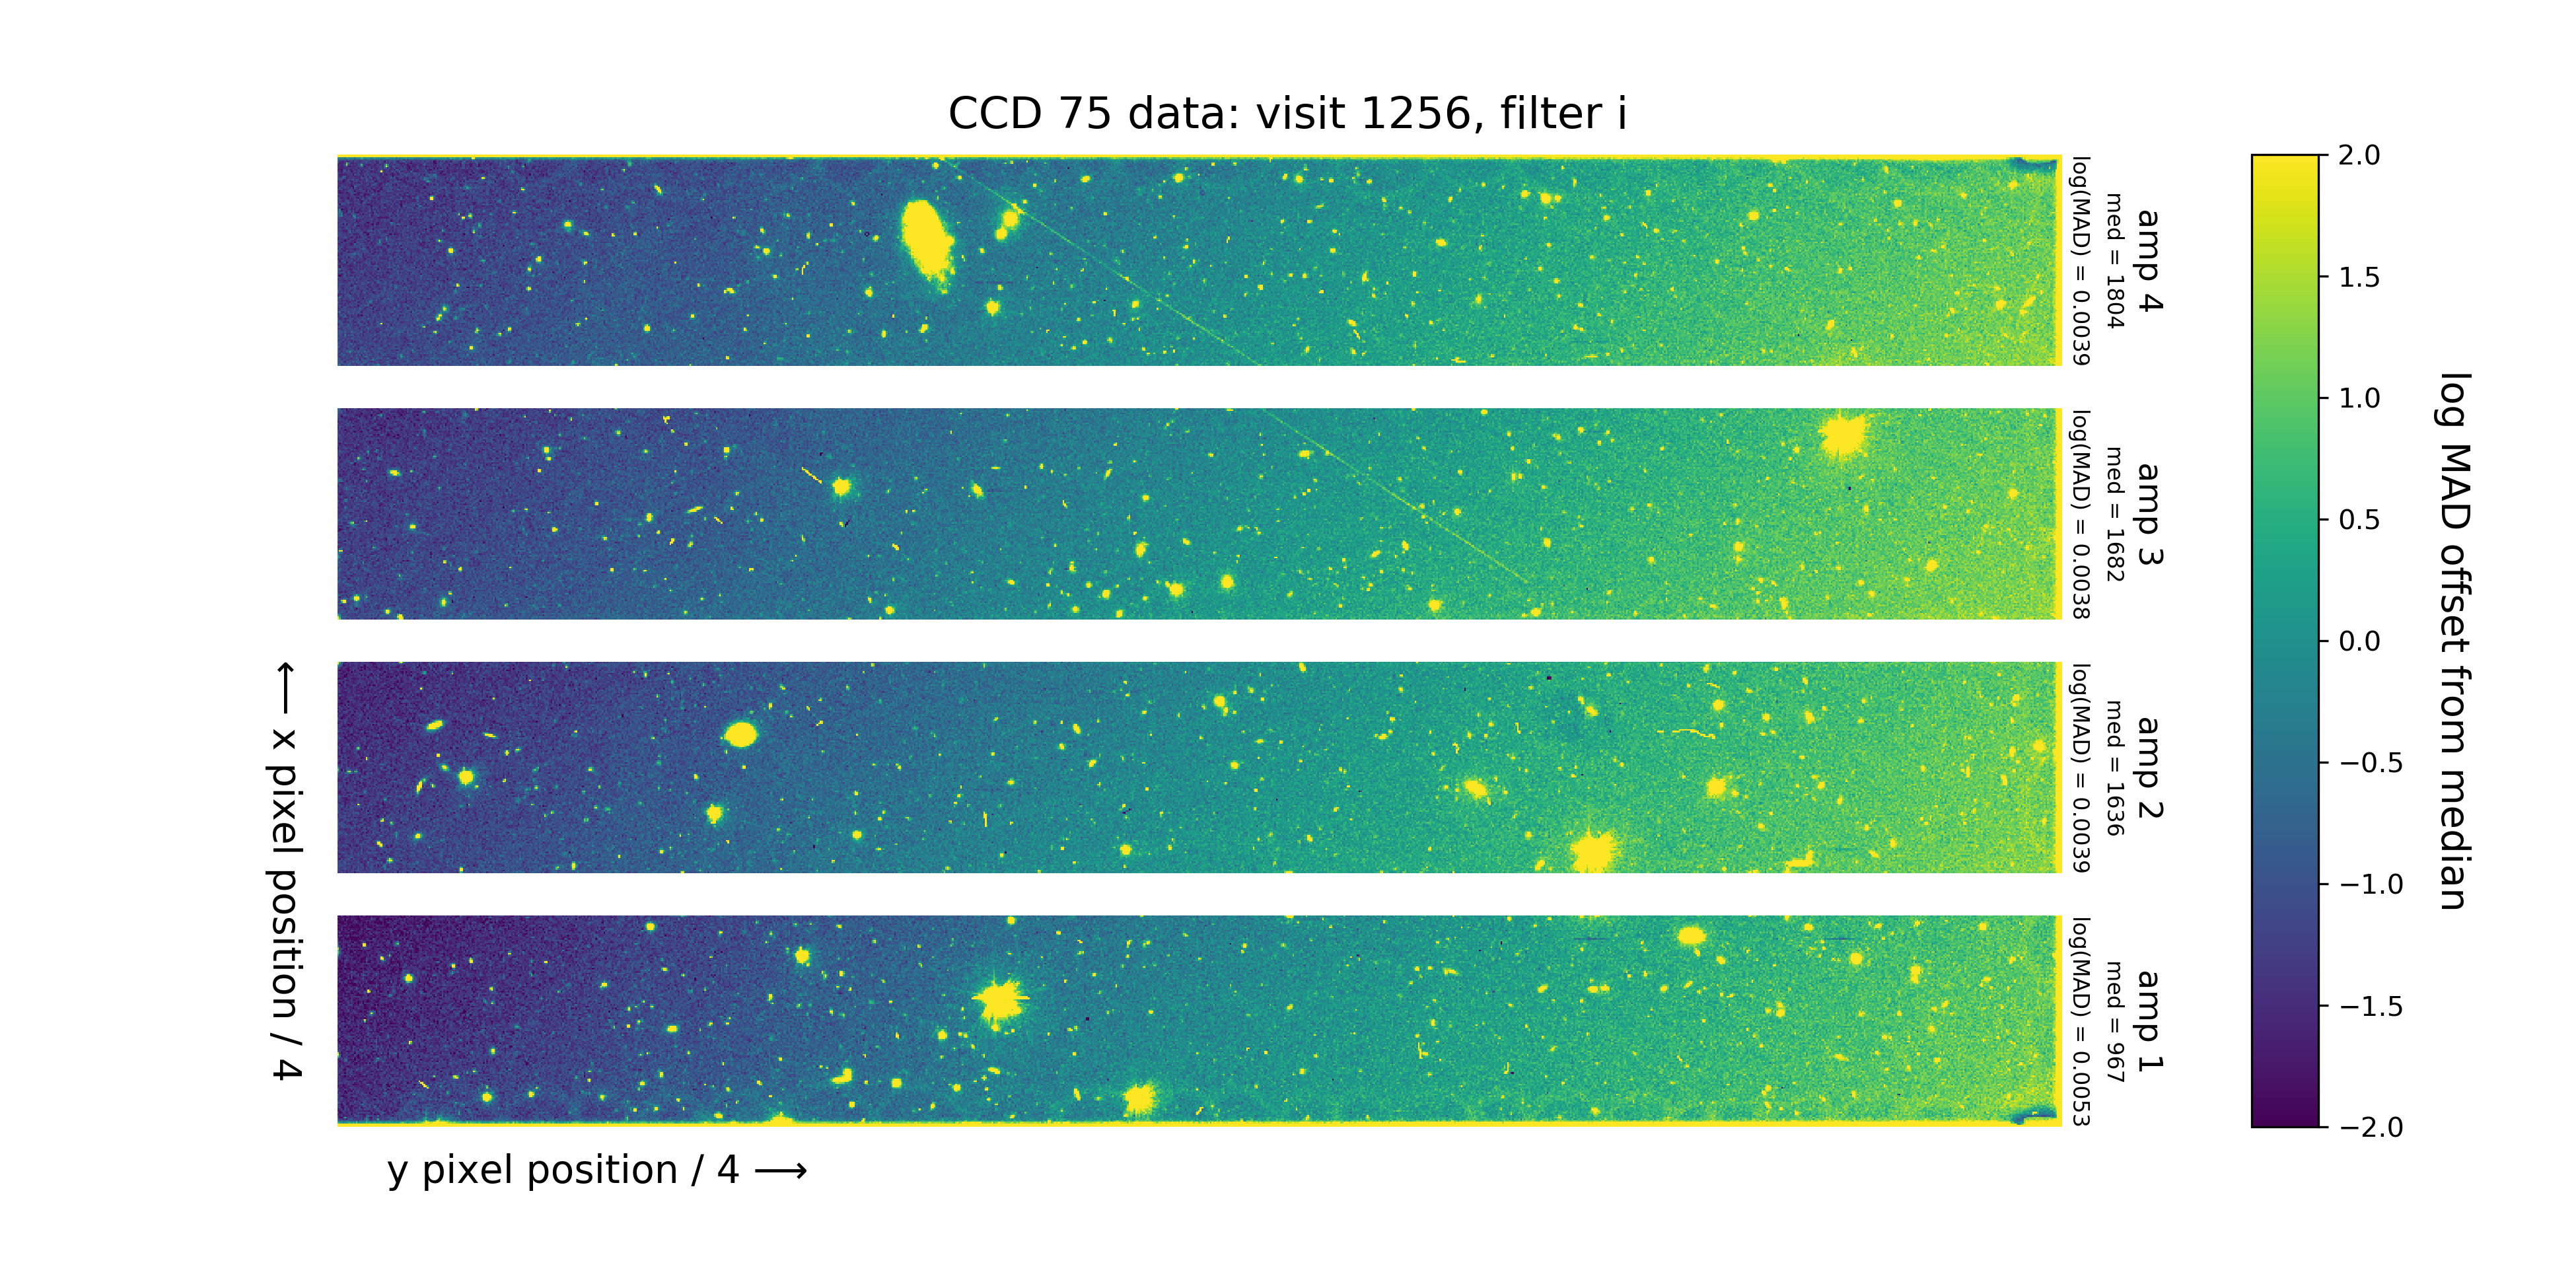 CCD 75 data: visit 1256, filter i
amp 4
med = 1804
log(MAD) = 0.0039
amp 3
med = 1682
log(MAD) = 0.0038
amp 2
med = 1636
log(MAD) = 0.0039
amp 1
med = 967
log(MAD) = 0.0053
⟵ x pixel position / 4
y pixel position / 4 ⟶
2.0
1.5
1.0
0.5
0.0
−0.5
−1.0
−1.5
−2.0
log MAD offset from median